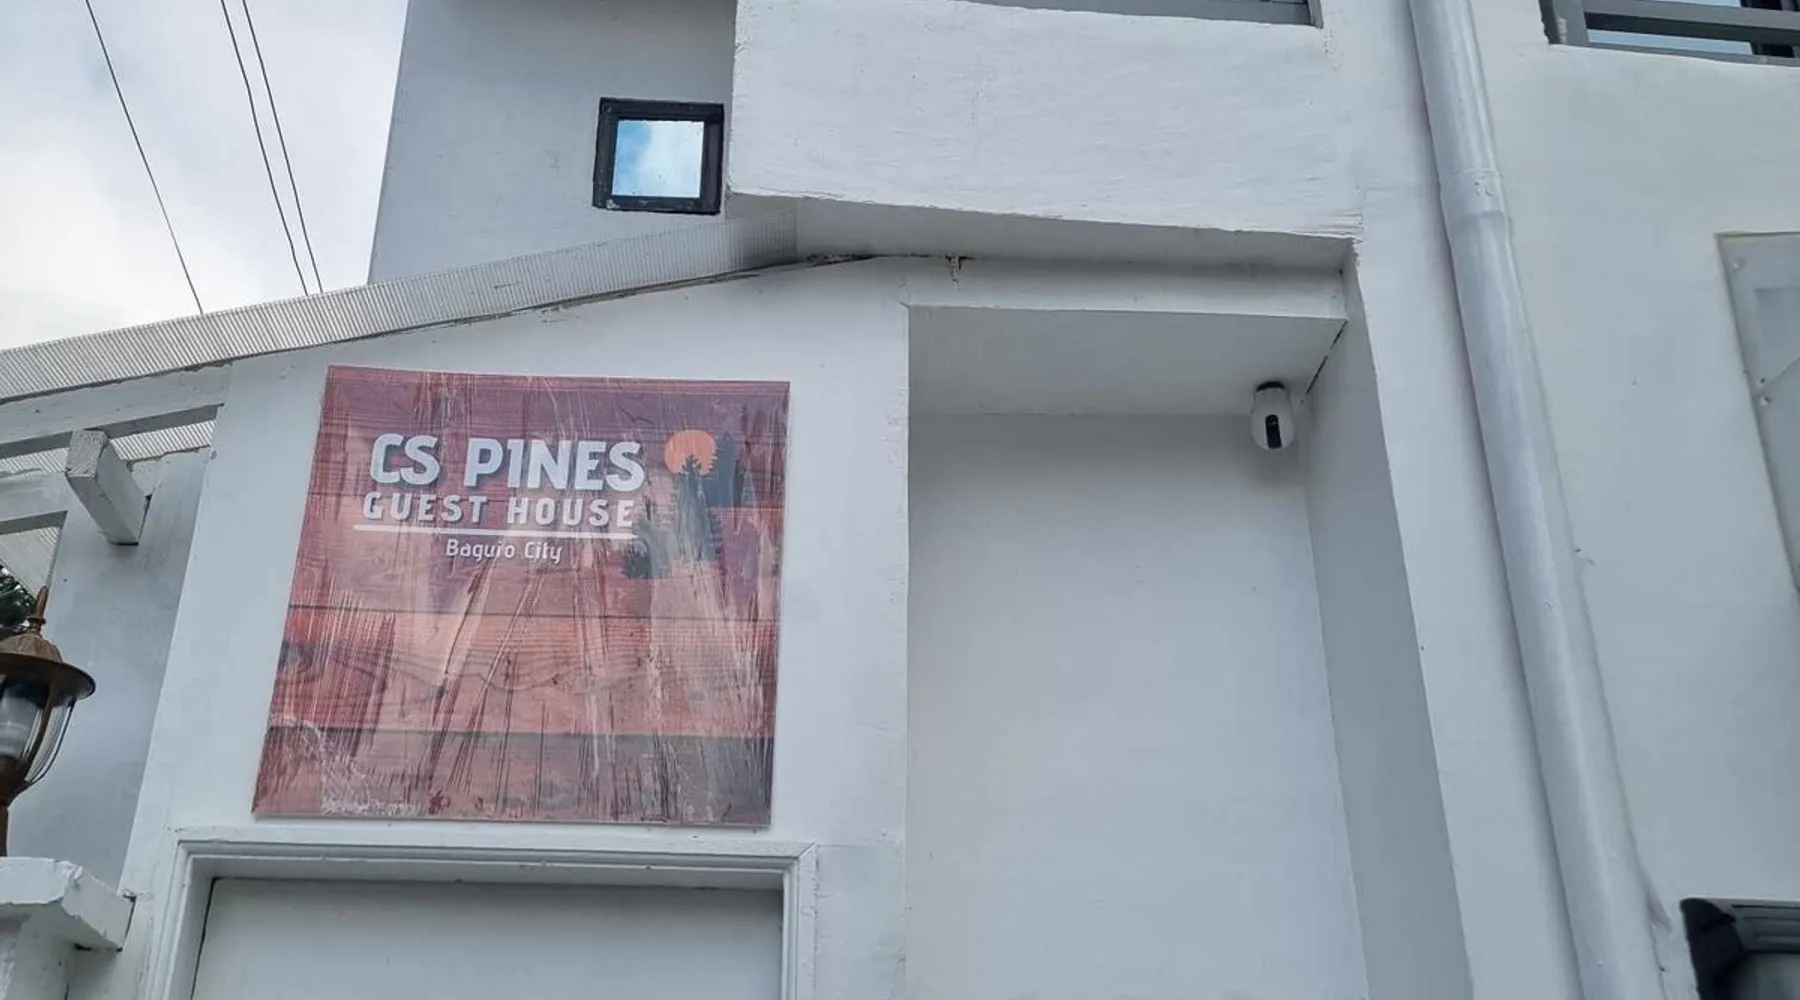 CS PINES
GUEST HOUSE
Baguio City